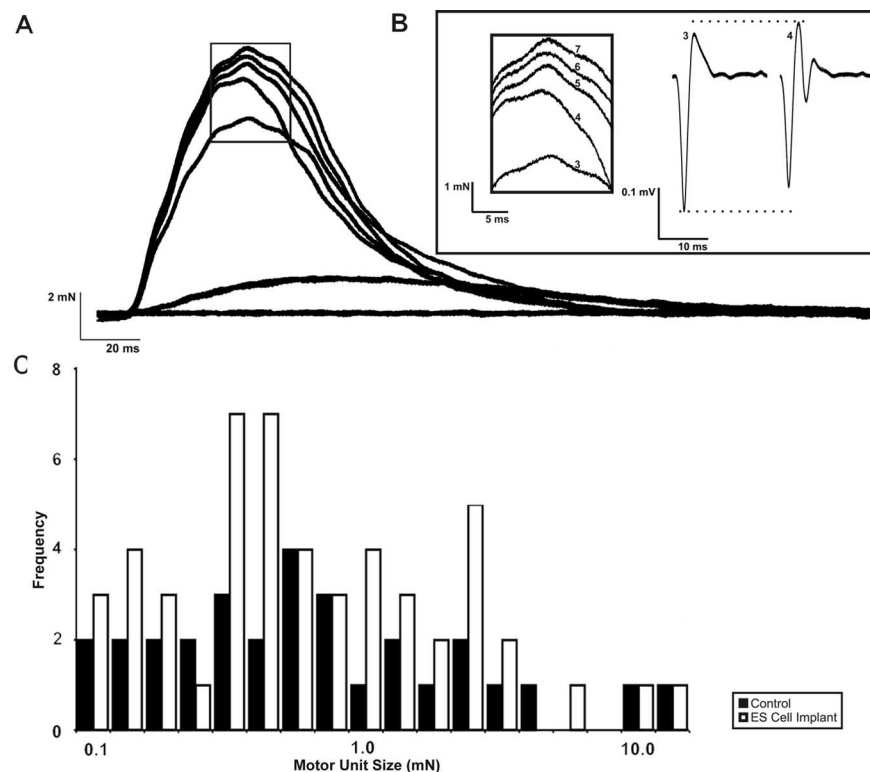 A
B
7
6
5
4
3
1 mN
5 ms
3
4
0.1 mV
10 ms
2 mN
20 ms
C
8
6
4
2
0
Frequency
0.1
1.0
10.0
Motor Unit Size (mN)
Control
ES Cell Implant